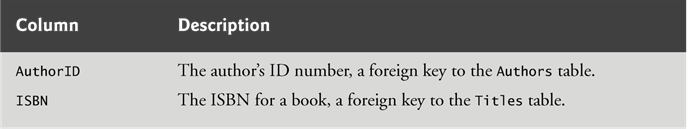 Column Description
AuthorID The author's ID number, a foreign key to the Authors table.
ISBN The ISBN for a book, a foreign key to the Titles table.